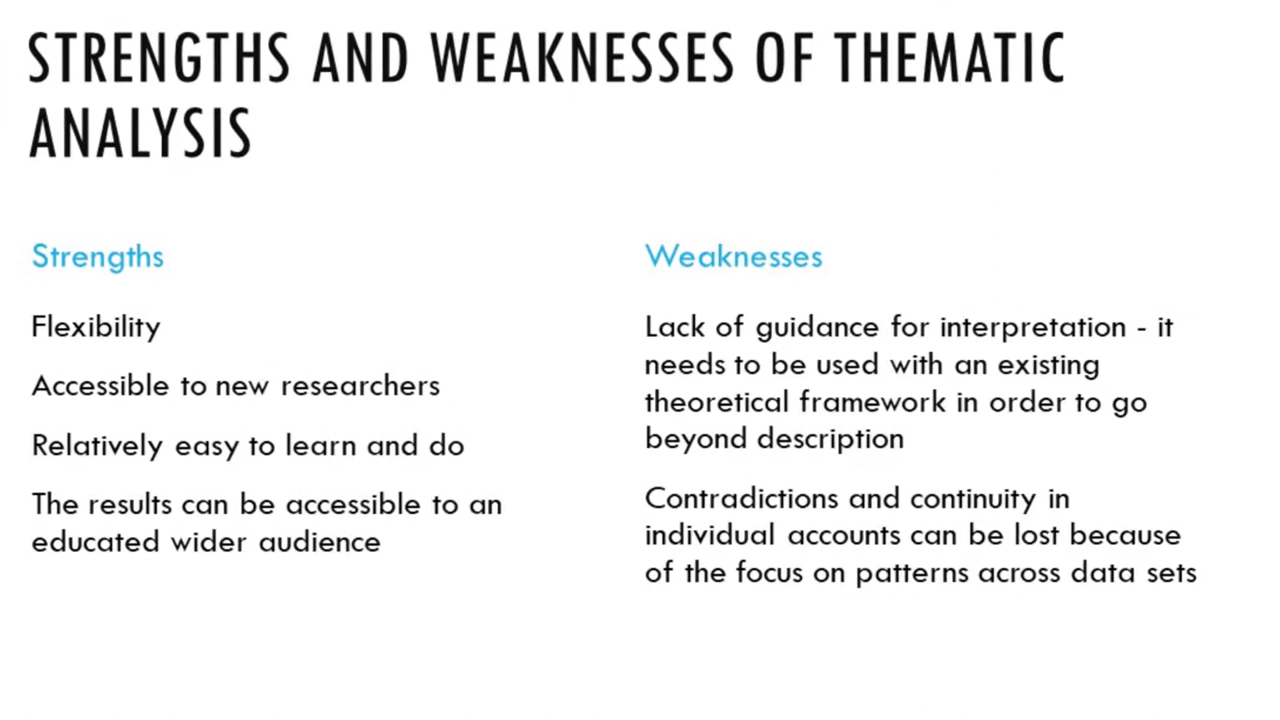 STRENGTHS AND WEAKNESSES OF THEMATIC
ANALYSIS
Strengths
Flexibility
Accessible to new researchers
Relatively easy to learn and do
The results can be accessible to an
educated wider audience
Weaknesses
Lack of guidance for interpretation - it
needs to be used with an existing
theoretical framework in order to go
beyond description
Contradictions and continuity in
individual accounts can be lost because
of the focus on patterns across data sets